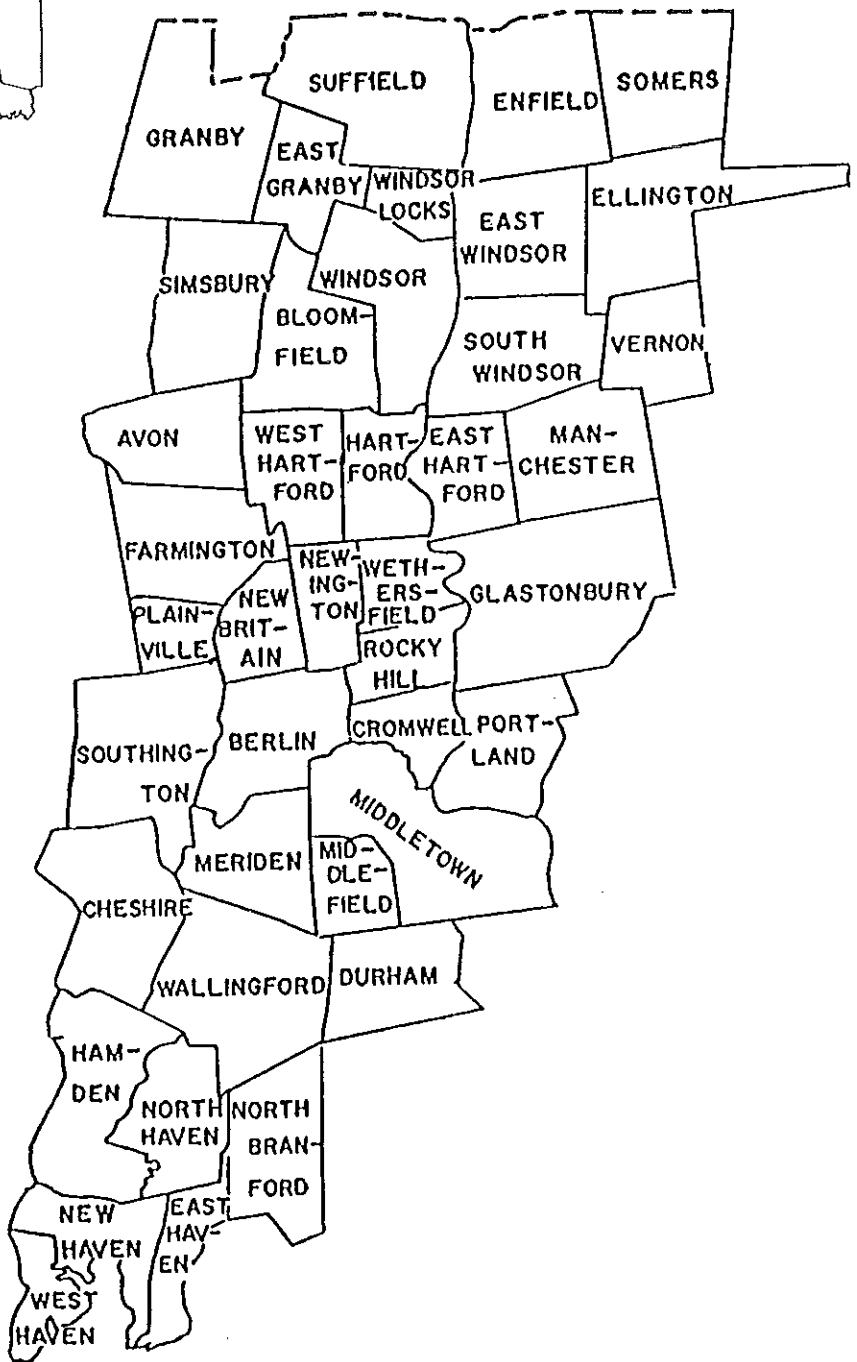 SUFFIELD
ENFIELD
SOMERS
GRANBY
EAST
GRANBY
WINDSOR
LOCKS
EAST
WINDSOR
ELLINGTON
SIMSBURY
WINDSOR
BLOOM-
FIELD
SOUTH
WINDSOR
VERNON
AVON
WEST
HART-
FORD
HART-
FORD
EAST
HART-
FORD
MAN-
CHESTER
FARMINGTON
NEW-
ING-
TON
WETH-
ERS-
FIELD
GLASTONBURY
PLAIN-
VILLE
NEW
BRIT-
AIN
ROCKY
HILL
SOUTHING-
TON
BERLIN
CROMWELL
PORT-
LAND
MIDDLETOWN
MERIDEN
MID-
DLE-
FIELD
CHESHIRE
WALLINGFORD
DURHAM
HAM-
DEN
NORTH
HAVEN
NORTH
BRAN-
FORD
NEW
HAVEN
EAST
HAV-
EN
WEST
HAVEN